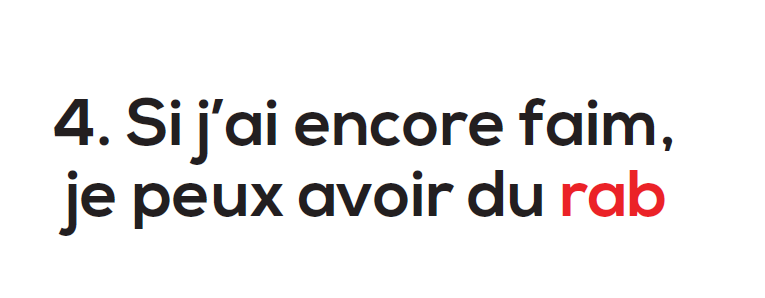 4. Si j'ai encore faim,
je peux avoir du rab